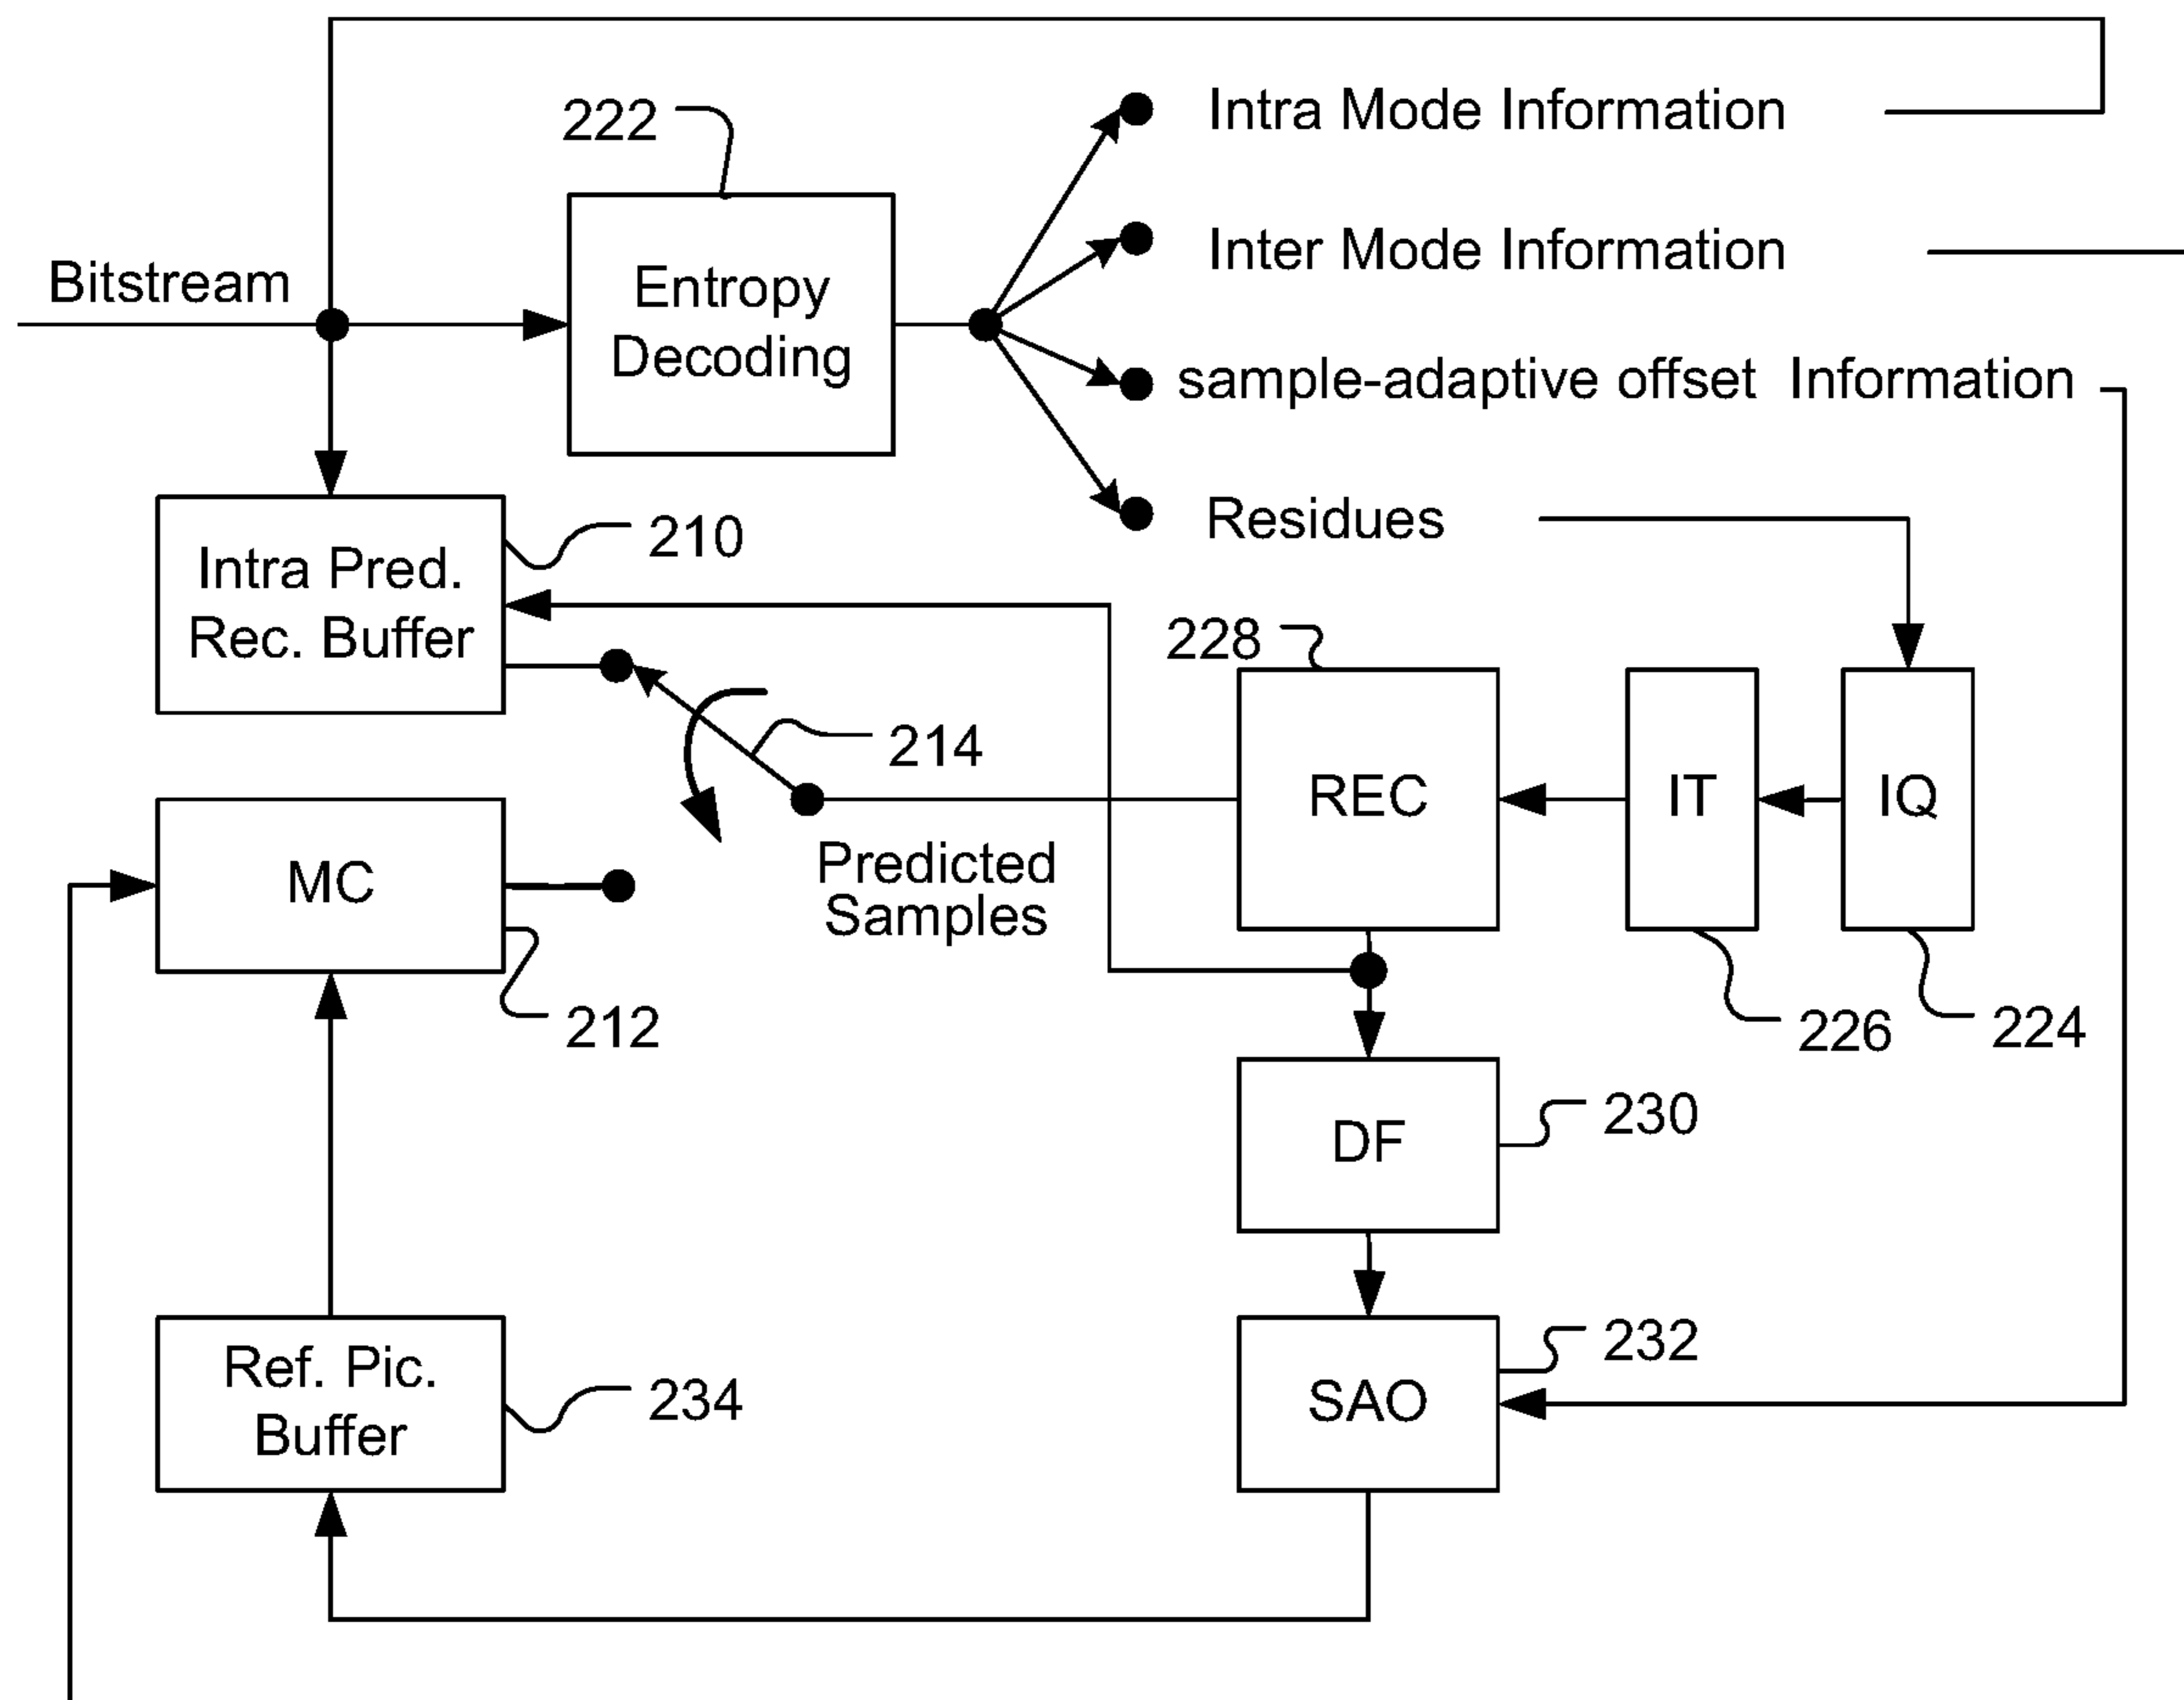 222
Intra Mode Information
Inter Mode Information
Bitstream
Entropy
Decoding
sample-adaptive offset Information
Residues
210
Intra Pred.
Rec. Buffer
228
214
REC
IT
IQ
MC
Predicted
Samples
212
226
224
DF
230
Ref. Pic.
Buffer
234
SAO
232